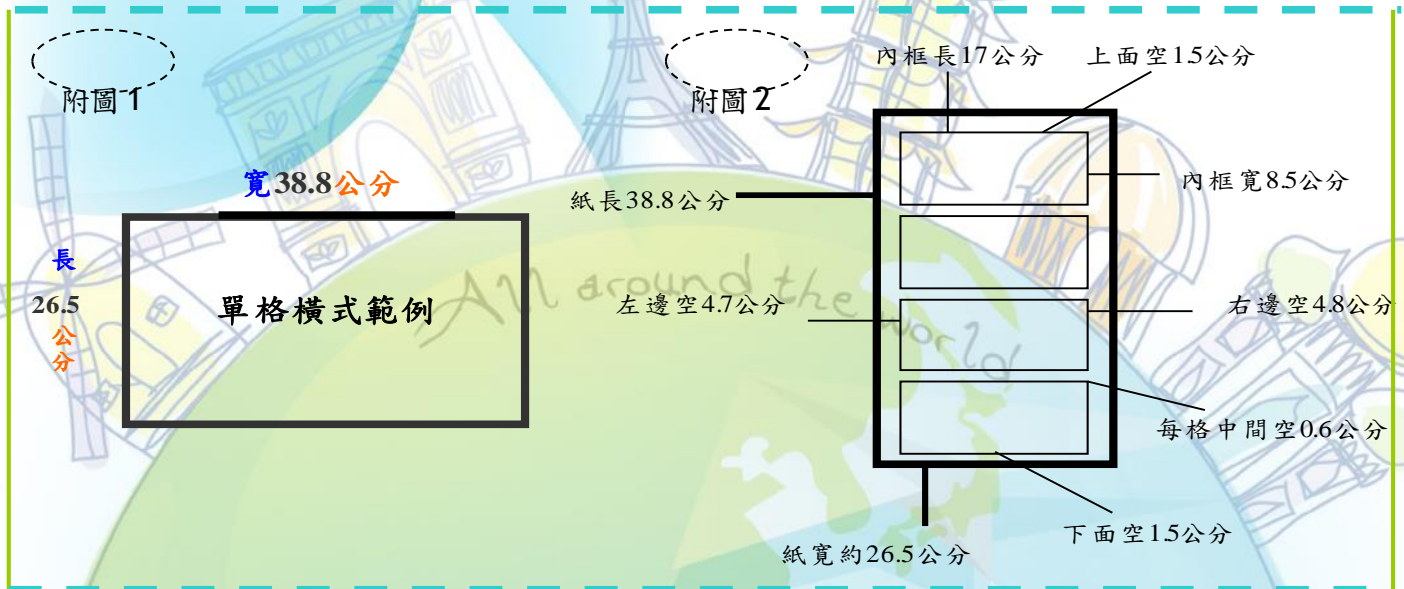 附圖1
寬38.8公分
長
26.5
公
分
單格橫式範例
附圖2
內框長17公分
上面空1.5公分
紙長38.8公分
內框寬8.5公分
左邊空4.7公分
右邊空4.8公分
每格中間空0.6公分
下面空1.5公分
紙寬約26.5公分
All around the world